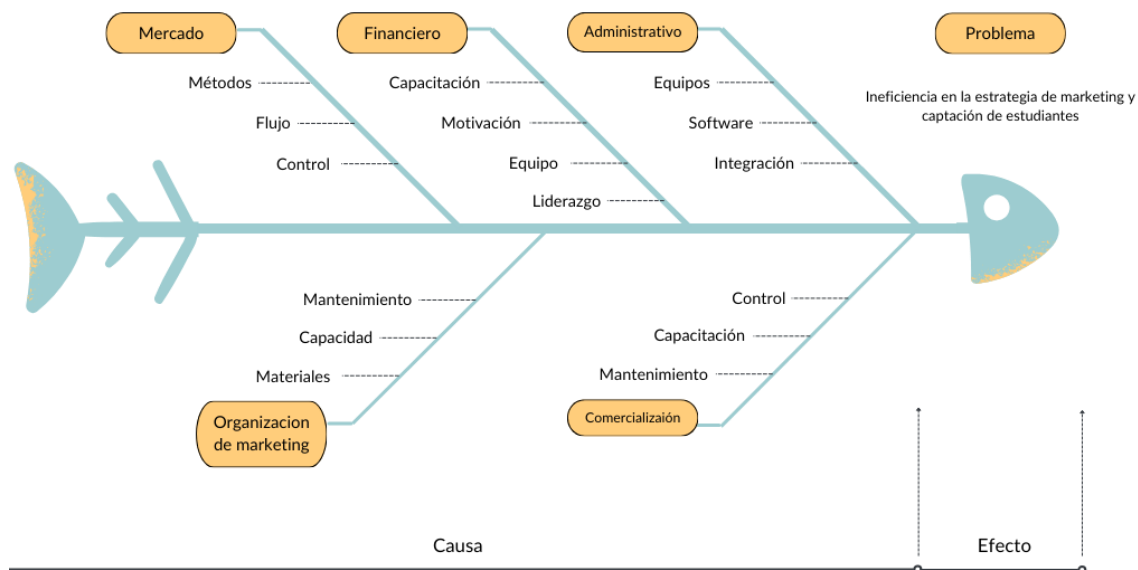 Mercado
Financiero
Administrativo
Problema
Métodos
Flujo
Control
Capacitación
Motivación
Equipo
Liderazgo
Equipos
Software
Integración
Ineficiencia en la estrategia de marketing y
captación de estudiantes
Mantenimiento
Capacidad
Materiales
Organizacion
de marketing
Control
Capacitación
Mantenimiento
Comercializaión
Causa
Efecto